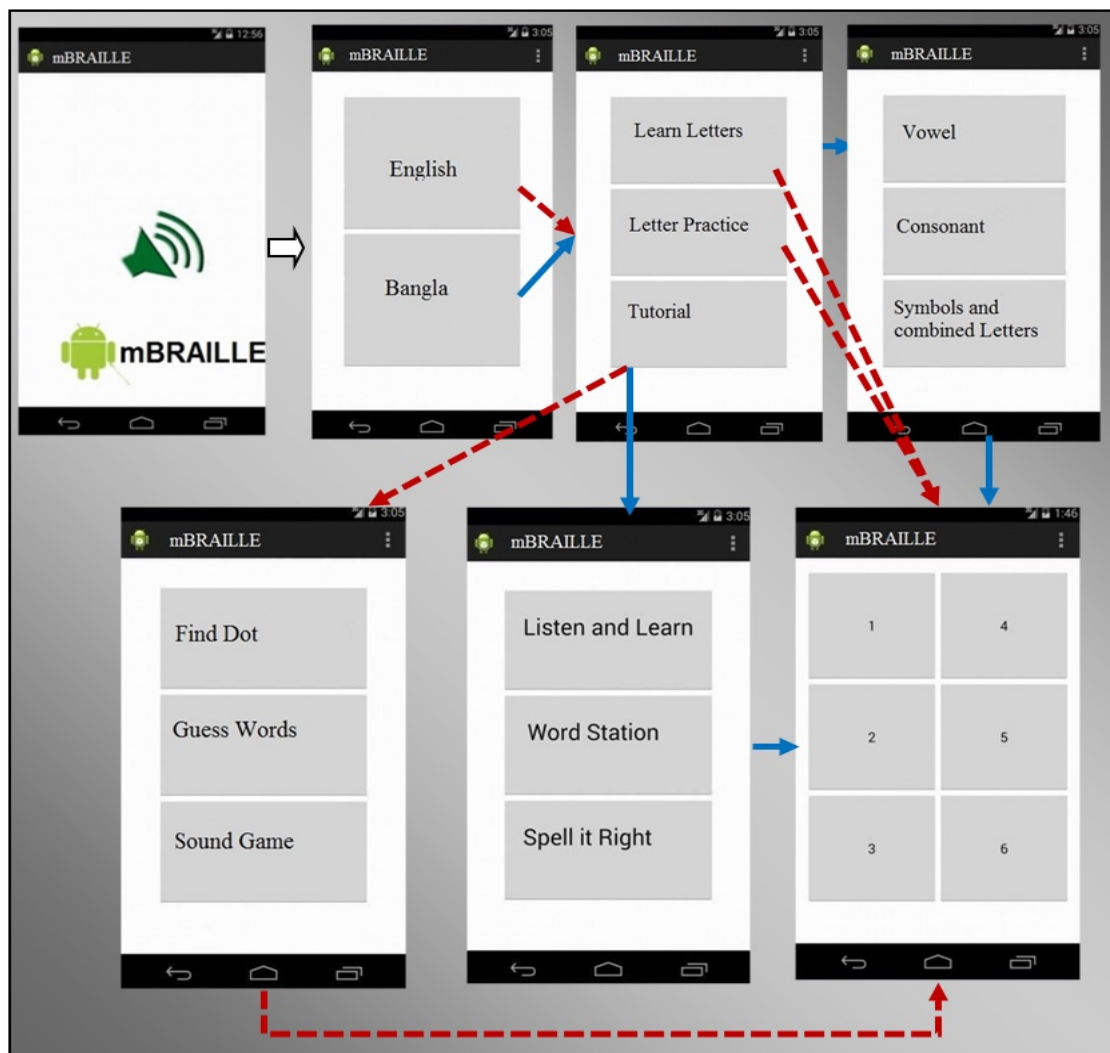 12:56
mBRAILLE
mBRAILLE
3:05
mBRAILLE
English
Bangla
3:05
mBRAILLE
Learn Letters
Letter Practice
Tutorial
3:05
mBRAILLE
Vowel
Consonant
Symbols and
combined Letters
3:05
mBRAILLE
Find Dot
Guess Words
Sound Game
3:05
mBRAILLE
Listen and Learn
Word Station
Spell it Right
1:46
mBRAILLE
1 4
2 5
3 6